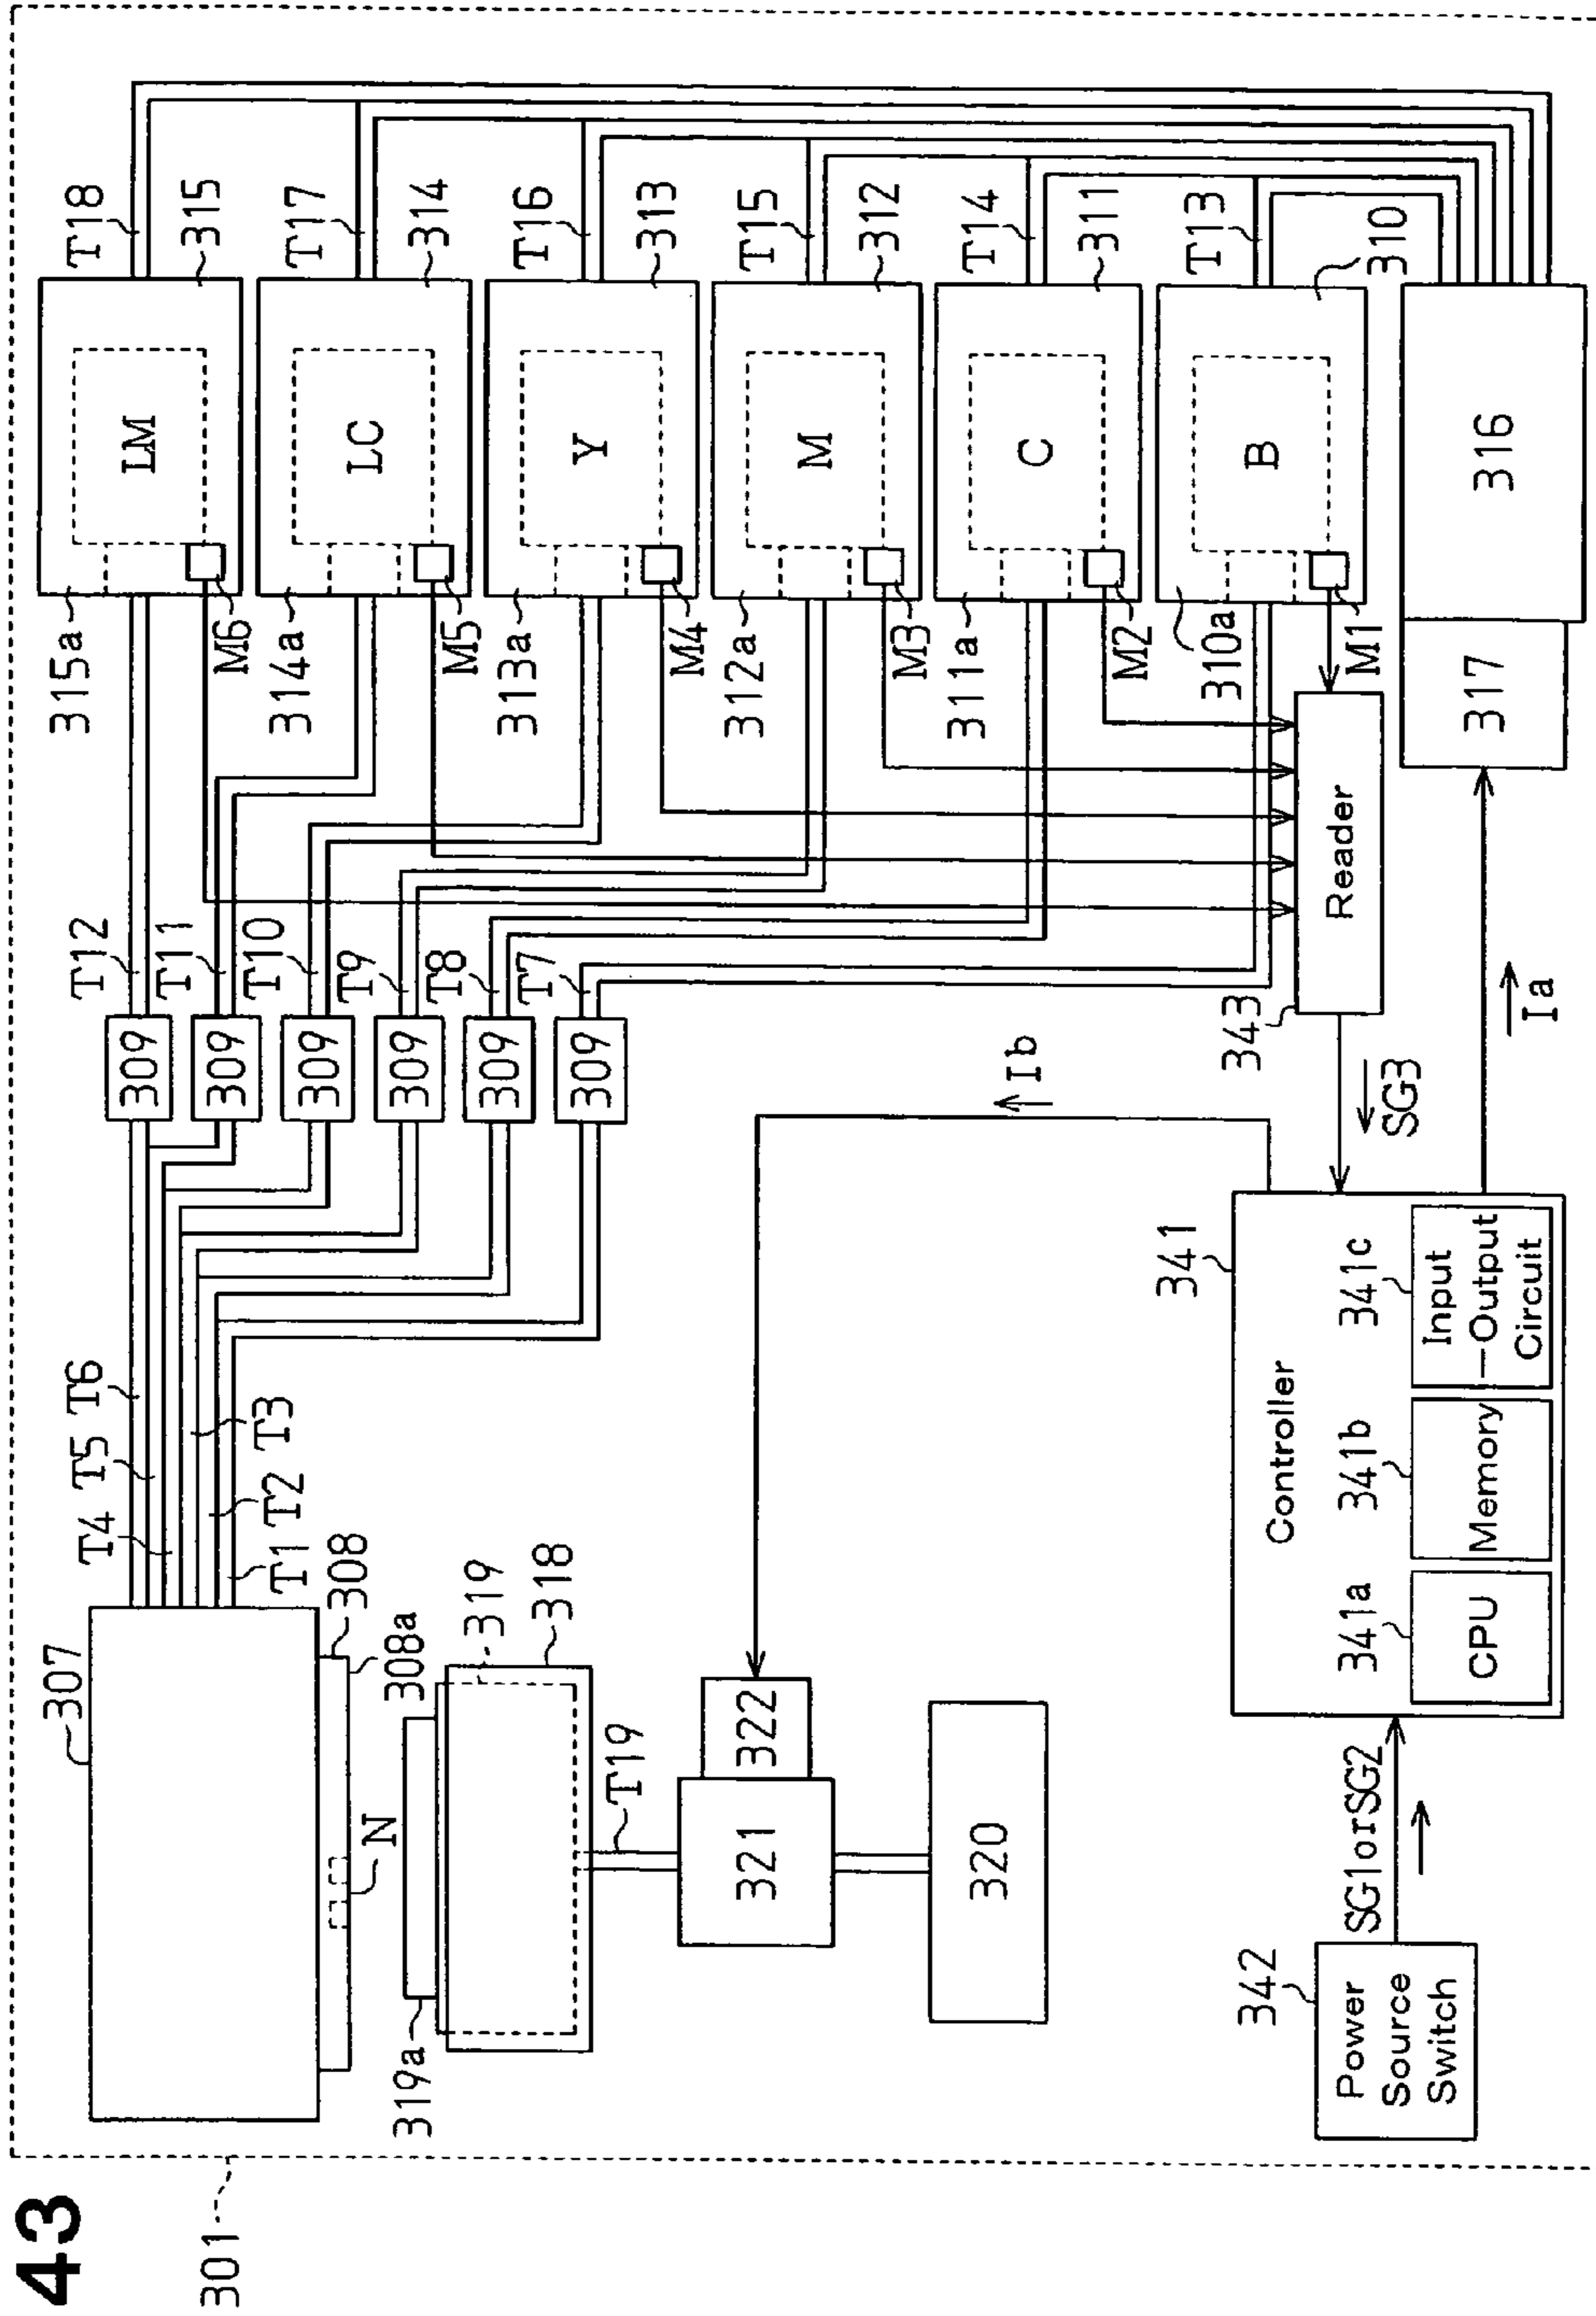 43
301
307
T4
T5
T6
T3
T2
T1
308
308a
N
319a
319
318
T19
321
322
320
309
309
309
309
309
309
T12
T11
T10
T9
T8
T7
315a
LM
M6
T18
315
314a
LC
M5
T17
314
313a
Y
M4
T16
313
312a
M
M3
T15
312
311a
C
M2
T14
311
310a
B
M1
T13
310
316
317
Reader
343
SG3
Ib
Ia
341
Controller
341a
CPU
341b
Memory
341c
Input
—Output
Circuit
SG1orSG2
342
Power
Source
Switch